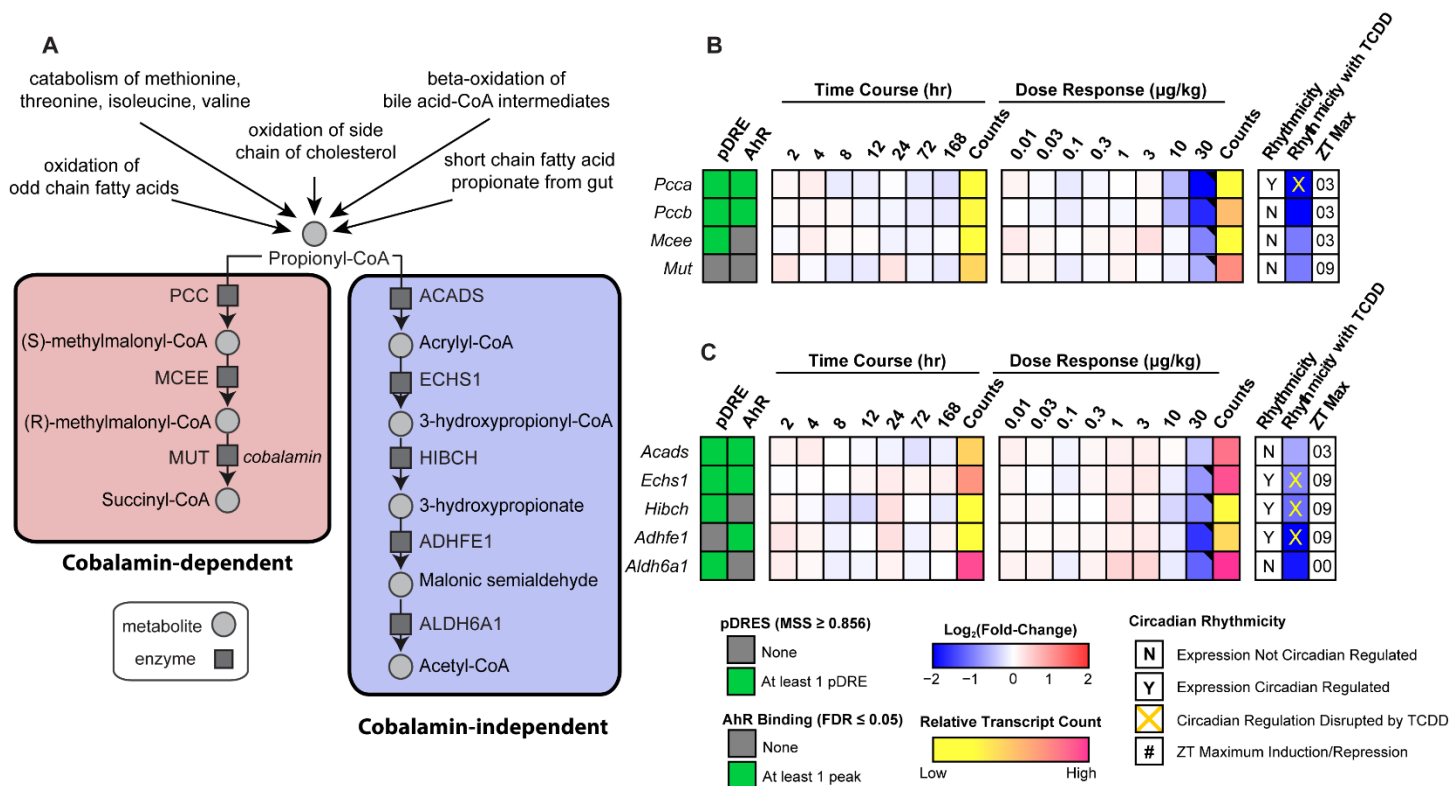 A
catabolism of methionine,
threonine, isoleucine, valine
beta-oxidation of
bile acid-CoA intermediates
oxidation of side
chain of cholesterol
oxidation of
odd chain fatty acids
short chain fatty acid
propionate from gut
Propionyl-CoA
PCC
(S)-methylmalonyl-CoA
MCEE
(R)-methylmalonyl-CoA
MUT
cobalamin
Succinyl-CoA
Cobalamin-dependent
ACADS
Acrylyl-CoA
ECHS1
3-hydroxypropionyl-CoA
HIBCH
3-hydroxypropionate
ADHFE1
Malonic semialdehyde
ALDH6A1
Acetyl-CoA
Cobalamin-independent
metabolite
enzyme
B
Time Course (hr)
Dose Response (µg/kg)
pDRE AhR
2 4 8 12 24 72 168 Counts
0.01 0.03 0.1 0.3 1 3 10 30 Counts
Rhythmicity
Rhythmicity with TCDD
ZT Max
Pcca Y X 03
Pccb N 03
Mcee N 03
Mut N 09
C
Time Course (hr)
Dose Response (µg/kg)
pDRE AhR
2 4 8 12 24 72 168 Counts
0.01 0.03 0.1 0.3 1 3 10 30 Counts
Rhythmicity
Rhythmicity with TCDD
ZT Max
Acads N 03
Echs1 Y X 09
Hibch Y X 09
Adhfe1 Y X 09
Aldh6a1 N 00
pDRES (MSS ≥ 0.856)
None
At least 1 pDRE
AhR Binding (FDR ≤ 0.05)
None
At least 1 peak
Log₂(Fold-Change)
−2 −1 0 1 2
Relative Transcript Count
Low High
Circadian Rhythmicity
N Expression Not Circadian Regulated
Y Expression Circadian Regulated
X Circadian Regulation Disrupted by TCDD
# ZT Maximum Induction/Repression